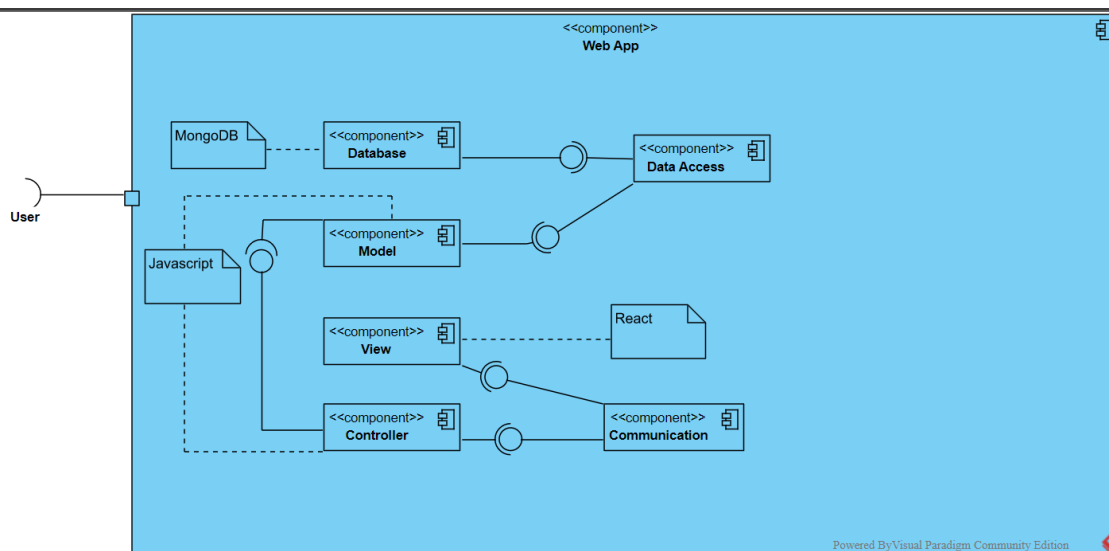 <<component>>
Web App
MongoDB
<<component>>
Database
<<component>>
Data Access
User
<<component>>
Model
Javascript
React
<<component>>
View
<<component>>
Controller
<<component>>
Communication
Powered ByVisual Paradigm Community Edition